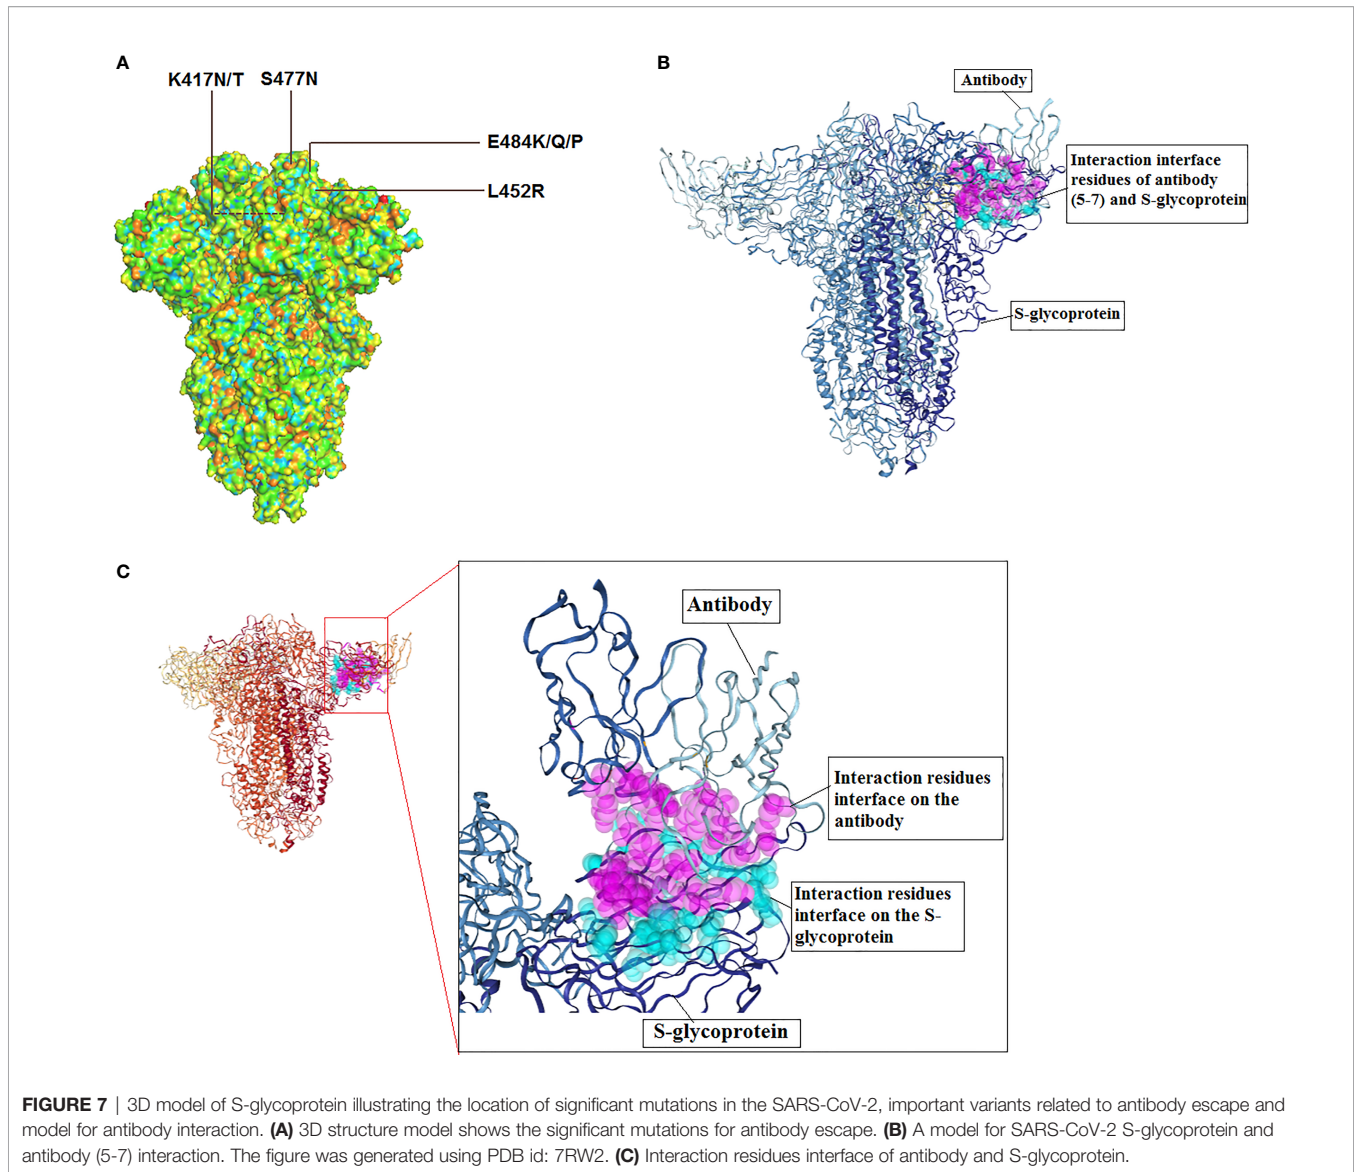 A
K417N/T S477N
E484K/Q/P
L452R
B
Antibody
Interaction interface
residues of antibody
(5-7) and S-glycoprotein
S-glycoprotein
C
Antibody
Interaction residues
interface on the
antibody
Interaction residues
interface on the S-
glycoprotein
S-glycoprotein
FIGURE 7 | 3D model of S-glycoprotein illustrating the location of significant mutations in the SARS-CoV-2, important variants related to antibody escape and
model for antibody interaction. (A) 3D structure model shows the significant mutations for antibody escape. (B) A model for SARS-CoV-2 S-glycoprotein and
antibody (5-7) interaction. The figure was generated using PDB id: 7RW2. (C) Interaction residues interface of antibody and S-glycoprotein.